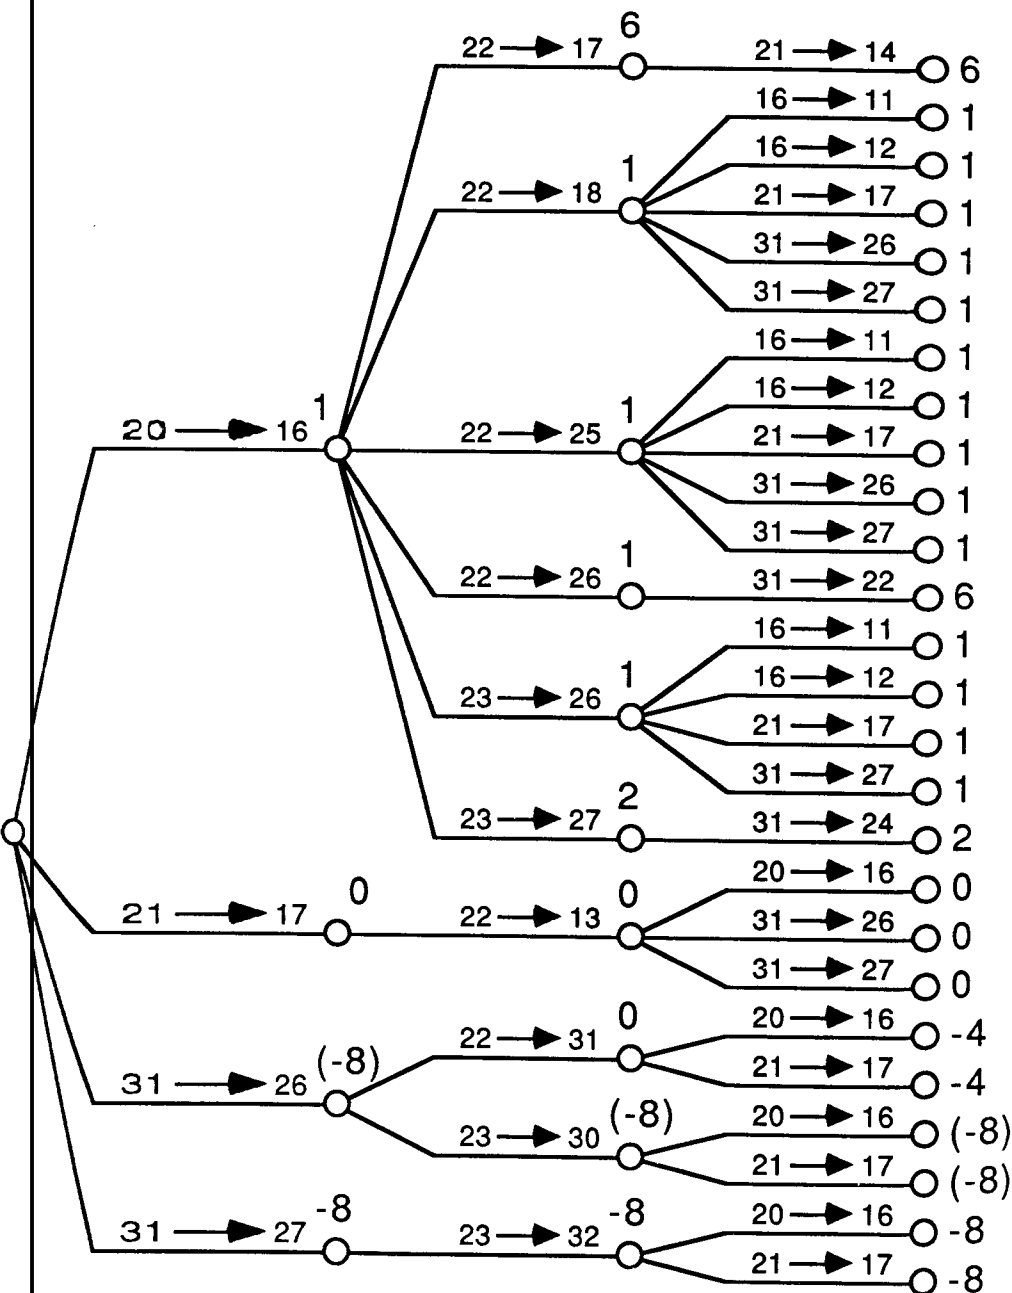 6
22 → 17
21 → 14 6
16 → 11 1
16 → 12 1
1
22 → 18
21 → 17 1
31 → 26 1
31 → 27 1
16 → 11 1
16 → 12 1
1
20 → 16
1
22 → 25
21 → 17 1
31 → 26 1
31 → 27 1
1
22 → 26
31 → 22 6
16 → 11 1
16 → 12 1
1
23 → 26
21 → 17 1
31 → 27 1
2
23 → 27
31 → 24 2
20 → 16 0
0
21 → 17
0
22 → 13
31 → 26 0
31 → 27 0
0
22 → 31
20 → 16 -4
21 → 17 -4
(-8)
31 → 26
(-8)
23 → 30
20 → 16 (-8)
21 → 17 (-8)
-8
31 → 27
-8
23 → 32
20 → 16 -8
21 → 17 -8